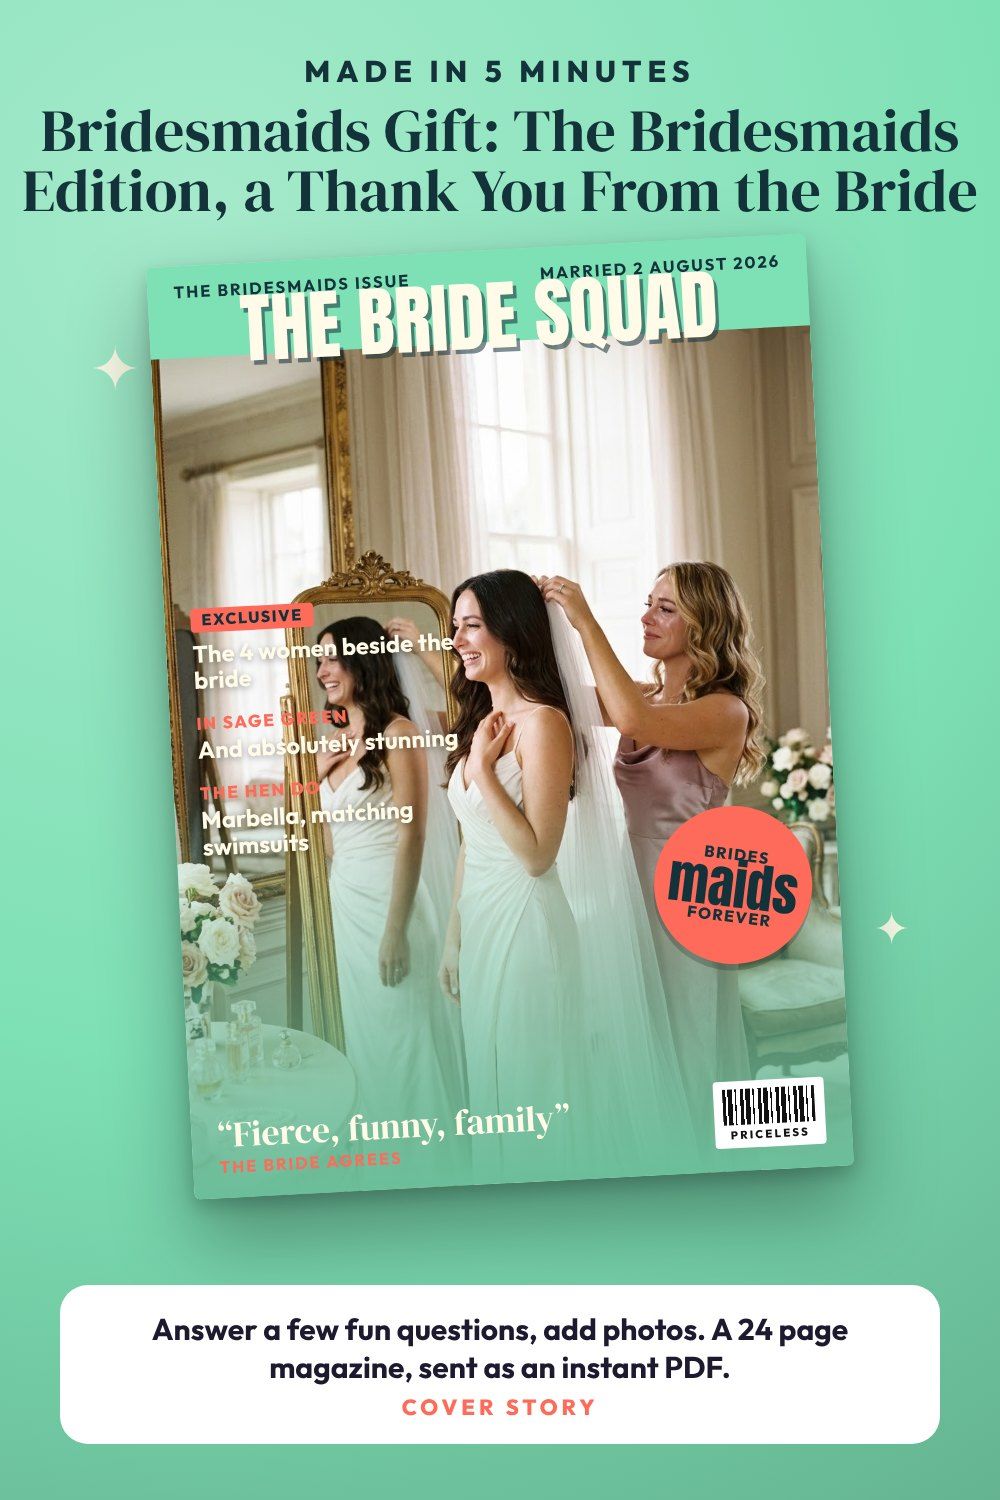 MADE IN 5 MINUTES
Bridesmaids Gift: The Bridesmaids
Edition, a Thank You From the Bride
THE BRIDESMAIDS ISSUE
MARRIED 2 AUGUST 2026
THE BRIDE SQUAD
EXCLUSIVE
The 4 women beside the
bride
IN SAGE GREEN
And absolutely stunning
THE HEN DO
Marbella, matching
swimsuits
BRIDES
maids
FOREVER
“Fierce, funny, family”
THE BRIDE AGREES
PRICELESS
Answer a few fun questions, add photos. A 24 page
magazine, sent as an instant PDF.
COVER STORY